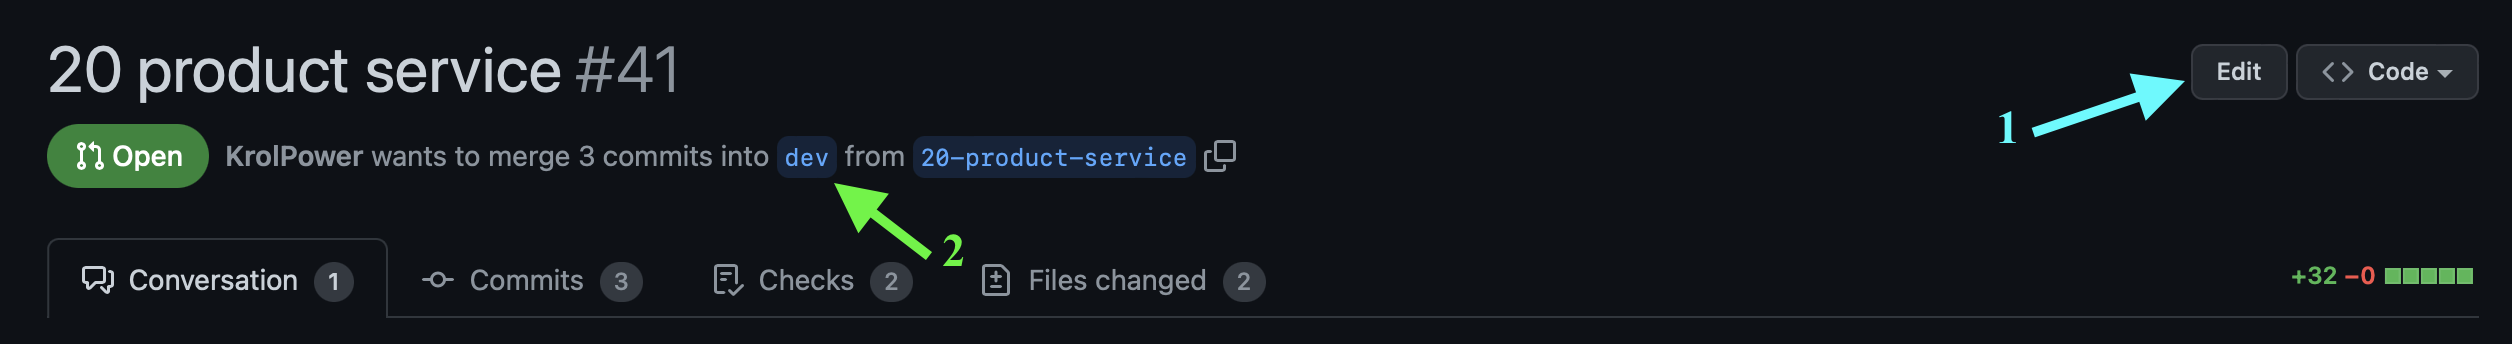 20 product service #41
Edit
Code
1
Open
KrolPower wants to merge 3 commits into dev from 20-product-service
2
Conversation 1
Commits 3
Checks 2
Files changed 2
+32 −0